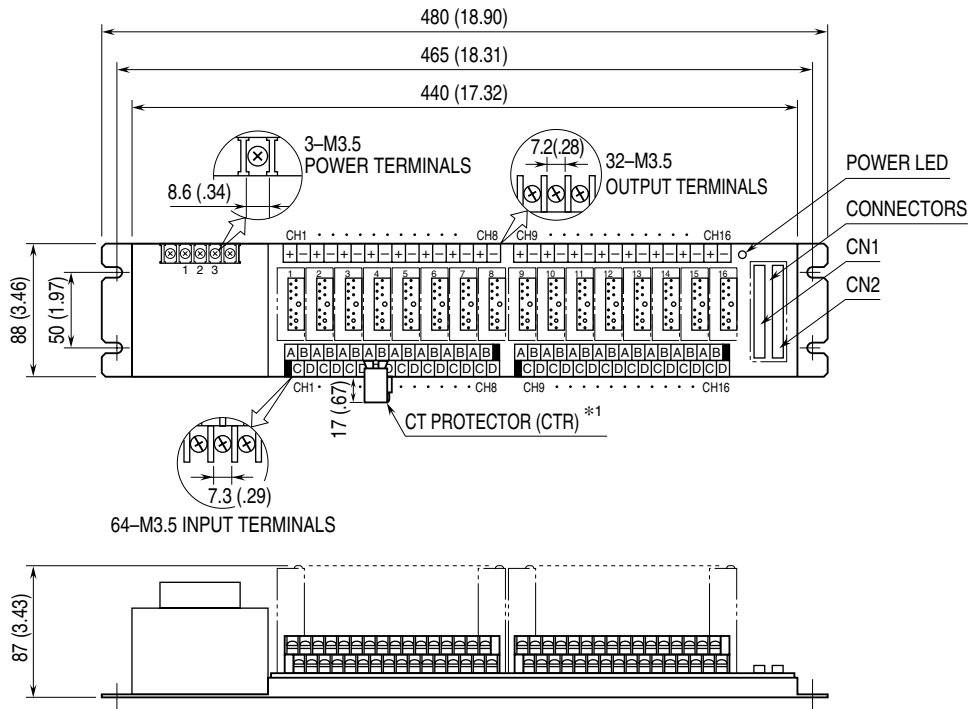 480 (18.90)
465 (18.31)
440 (17.32)
3–M3.5
POWER TERMINALS
8.6 (.34)
7.2(.28)
32–M3.5
OUTPUT TERMINALS
POWER LED
CONNECTORS
CN1
CN2
88 (3.46)
50 (1.97)
1 2 3
CH1 · · · · · · · · · · CH8 CH9 · · · · · · · · · · CH16
+ – + – + – + – + – + – + – + – + – + – + – + – + – + – + – + –
1 2 3 4 5 6 7 8 9 10 11 12 13 14 15 16
A B A B A B A B A B A B A B A B A B A B A B A B A B A B A B A B
C D C D C D C D C D C D C D C D C D C D C D C D C D C D C D
CH1 · · · · · · · · CH8 CH9 · · · · · · · · · · CH16
17 (.67)
CT PROTECTOR (CTR) *1
7.3 (.29)
64–M3.5 INPUT TERMINALS
87 (3.43)